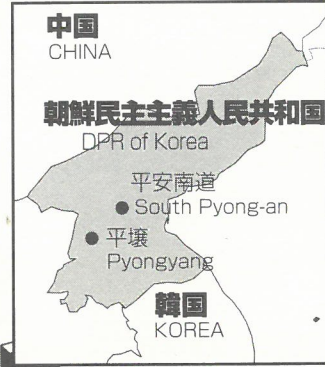 中国
CHINA
朝鮮民主主義人民共和国
DPR of Korea
平安南道
South Pyong-an
平壌
Pyongyang
韓国
KOREA